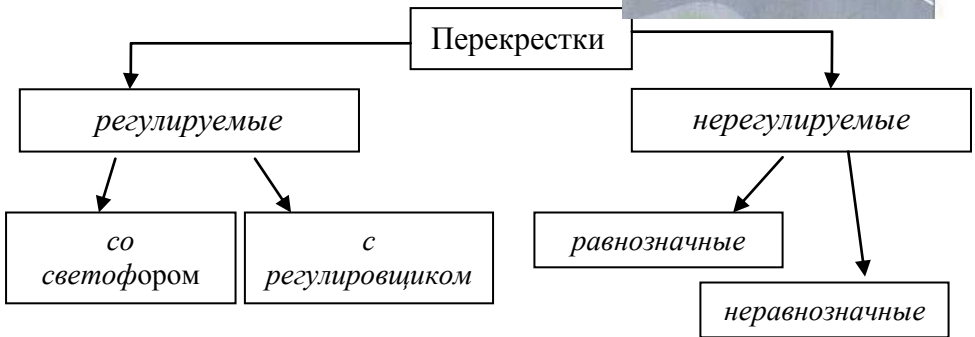 Перекрестки
регулируемые
нерегулируемые
со
светофором
с
регулировщиком
равнозначные
неравнозначные